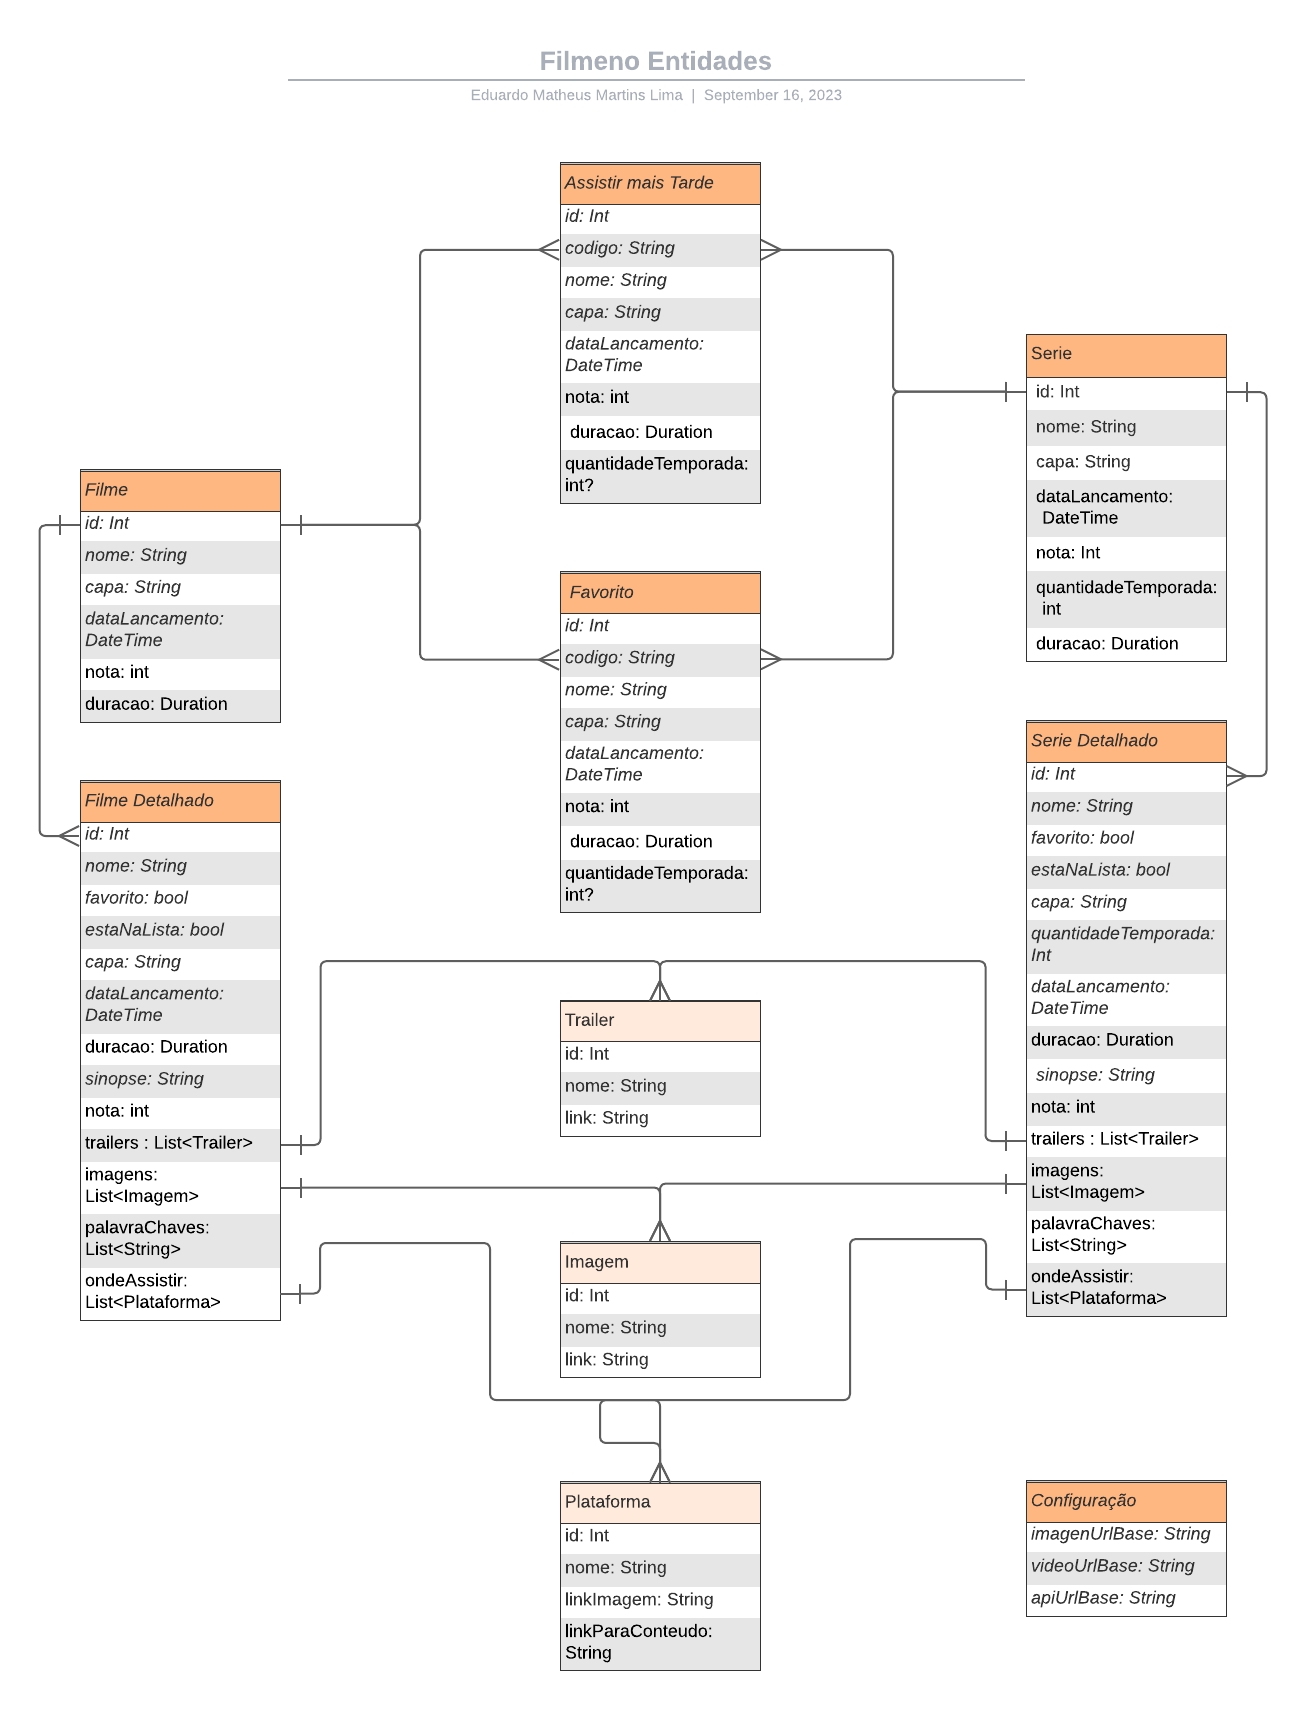 Filmeno Entidades
Eduardo Matheus Martins Lima | September 16, 2023
Assistir mais Tarde
id: Int
codigo: String
nome: String
capa: String
dataLancamento:
DateTime
nota: int
duracao: Duration
quantidadeTemporada:
int?
Serie
id: Int
nome: String
capa: String
dataLancamento:
DateTime
nota: Int
quantidadeTemporada:
int
duracao: Duration
Filme
id: Int
nome: String
capa: String
dataLancamento:
DateTime
nota: int
duracao: Duration
Favorito
id: Int
codigo: String
nome: String
capa: String
dataLancamento:
DateTime
nota: int
duracao: Duration
quantidadeTemporada:
int?
Serie Detalhado
id: Int
nome: String
favorito: bool
estaNaLista: bool
capa: String
quantidadeTemporada:
Int
dataLancamento:
DateTime
duracao: Duration
sinopse: String
nota: int
trailers : List<Trailer>
imagens:
List<Imagem>
palavraChaves:
List<String>
ondeAssistir:
List<Plataforma>
Filme Detalhado
id: Int
nome: String
favorito: bool
estaNaLista: bool
capa: String
dataLancamento:
DateTime
duracao: Duration
sinopse: String
nota: int
trailers : List<Trailer>
imagens:
List<Imagem>
palavraChaves:
List<String>
ondeAssistir:
List<Plataforma>
Trailer
id: Int
nome: String
link: String
Imagem
id: Int
nome: String
link: String
Plataforma
id: Int
nome: String
linkImagem: String
linkParaConteudo:
String
Configuração
imagenUrlBase: String
videoUrlBase: String
apiUrlBase: String